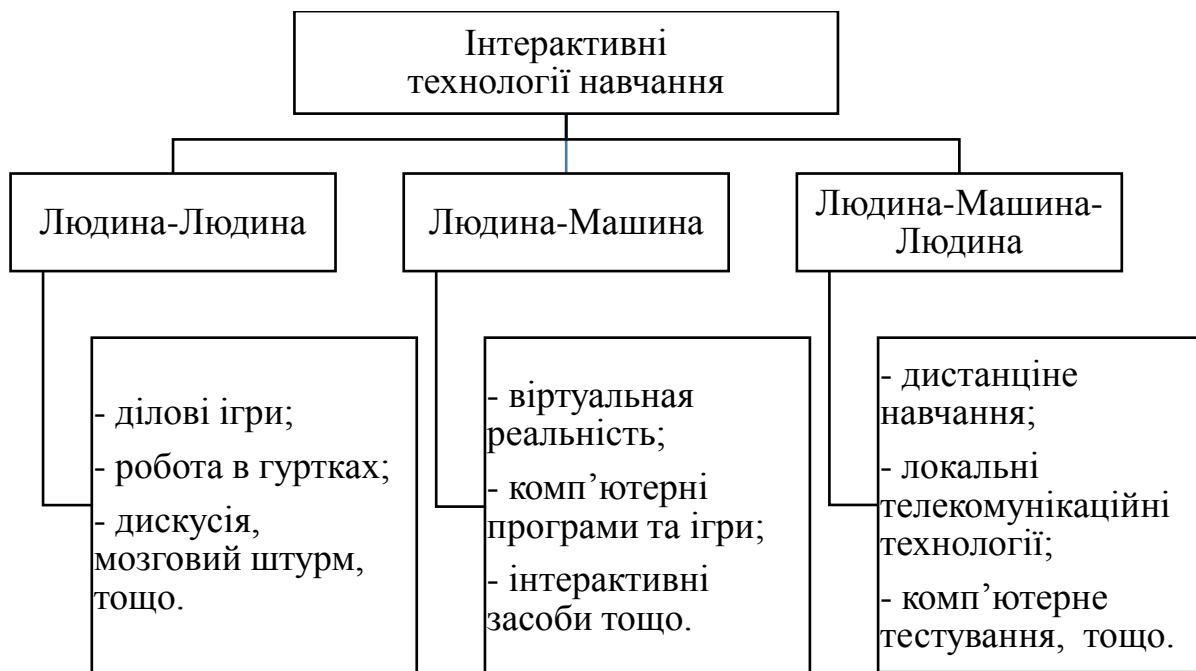 Інтерактивні
технології навчання
Людина-Людина
Людина-Машина
Людина-Машина-
Людина
- ділові ігри;
- робота в гуртках;
- дискусія,
мозговий штурм,
тощо.
- віртуальная
реальність;
- комп’ютерні
програми та ігри;
- інтерактивні
засоби тощо.
- дистанціне
навчання;
- локальні
телекомунікаційні
технології;
- комп’ютерне
тестування, тощо.